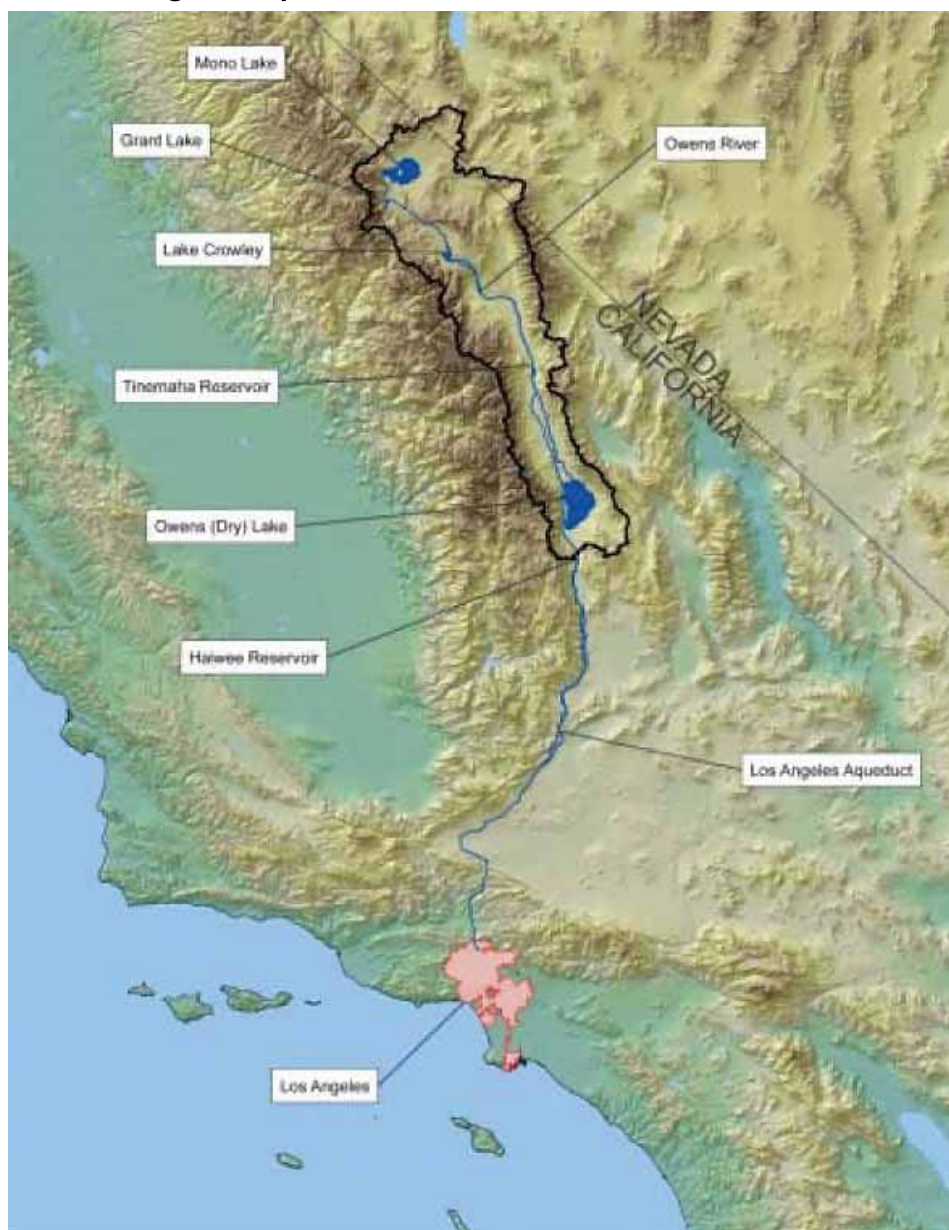 Mono Lake
Grant Lake
Owens River
Lake Crowley
NEVADA
CALIFORNIA
Tinemaha Reservoir
Owens (Dry) Lake
Haiwee Reservoir
Los Angeles Aqueduct
Los Angeles